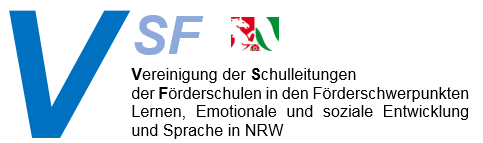 VSF
Vereinigung der Schulleitungen
der Förderschulen in den Förderschwerpunkten
Lernen, Emotionale und soziale Entwicklung
und Sprache in NRW